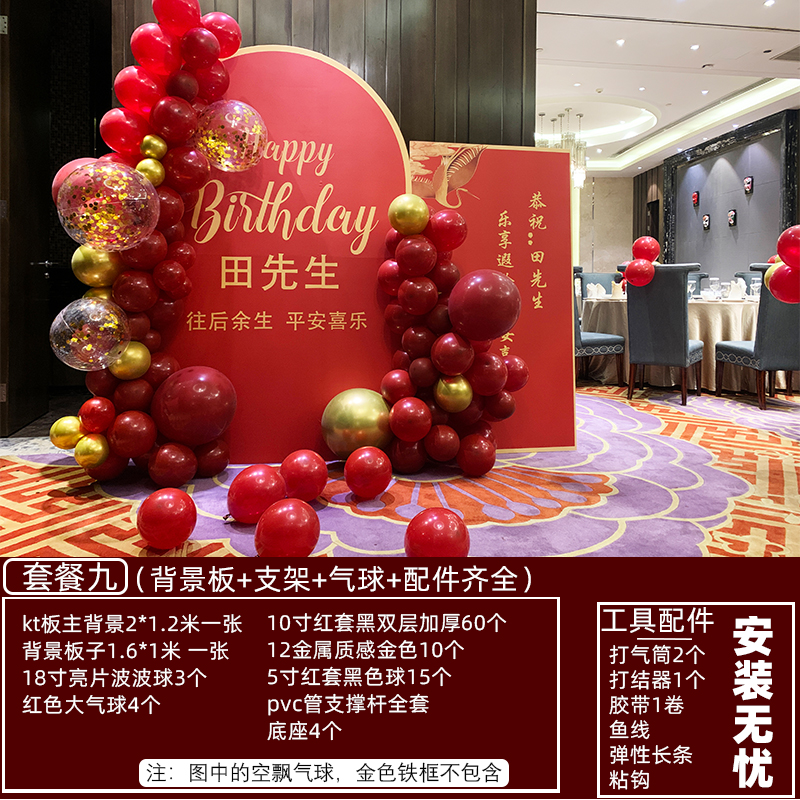 Happy
Birthday
田先生
往后余生 平安喜乐
恭祝：田先生
乐享遐
安吉
套餐九（背景板+支架+气球+配件齐全）
kt板主背景2*1.2米一张
背景板子1.6*1米 一张
18寸亮片波波球3个
红色大气球4个
10寸红套黑双层加厚60个
12金属质感金色10个
5寸红套黑色球15个
pvc管支撑杆全套
底座4个
注：图中的空飘气球，金色铁框不包含
工具配件
打气筒2个
打结器1个
胶带1卷
鱼线
弹性长条
粘钩
安装无忧